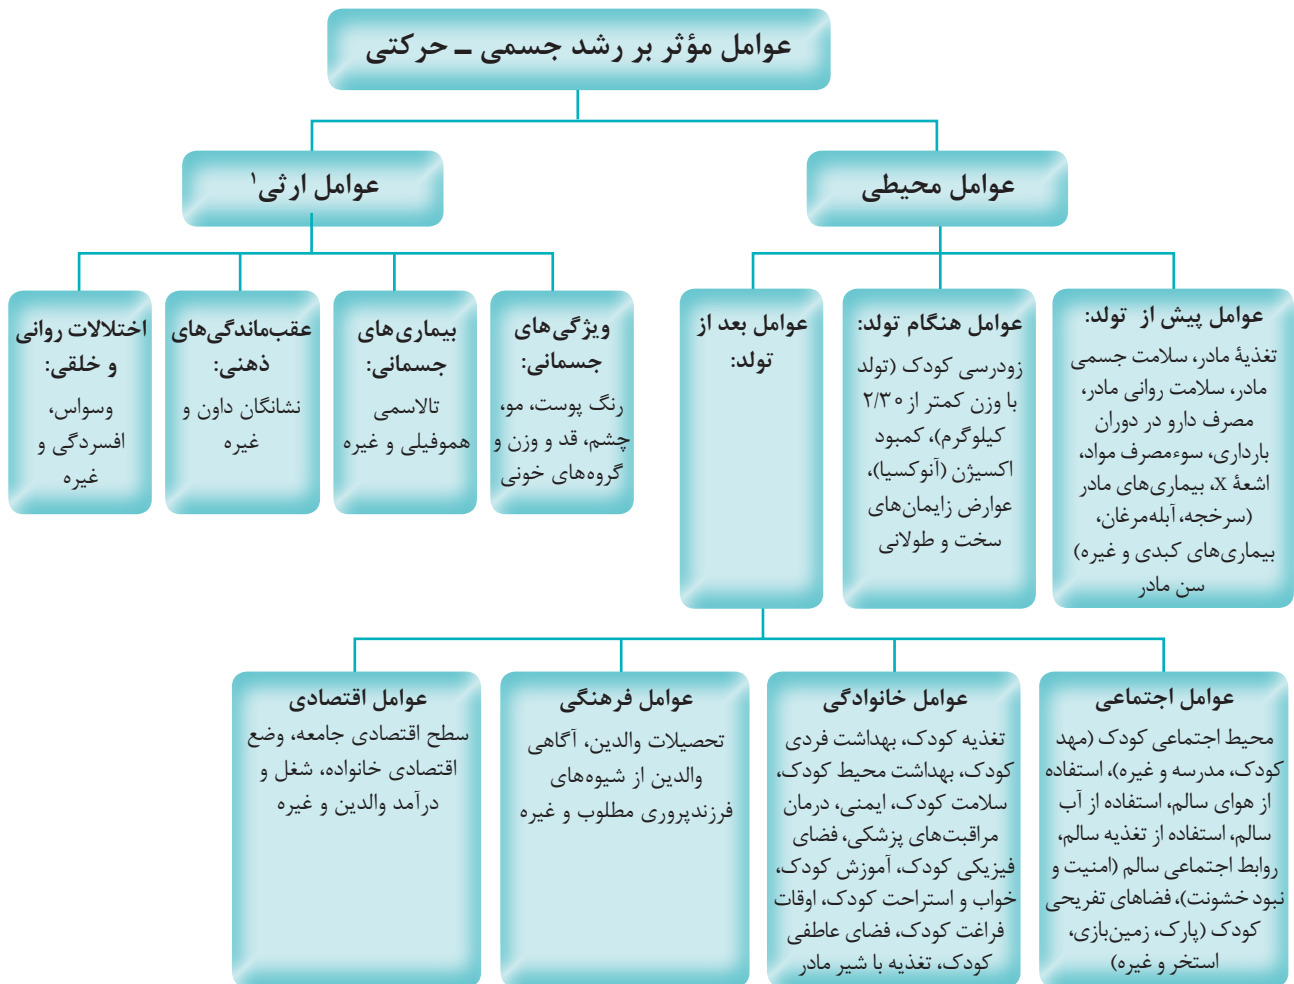 عوامل مؤثر بر رشد جسمی ــ حرکتی
عوامل محیطی
عوامل ارثی۱
عوامل پیش از تولد:
تغذیهٔ مادر، سلامت جسمی
مادر، سلامت روانی مادر،
مصرف دارو در دوران
بارداری، سوءمصرف مواد،
اشعهٔ X، بیماری‌های مادر
(سرخجه، آبله‌مرغان،
بیماری‌های کبدی و غیره)
سن مادر
عوامل هنگام تولد:
زودرسی کودک (تولد
با وزن کمتر از ۲/۳۰
کیلوگرم)، کمبود
اکسیژن (آنوکسیا)،
عوارض زایمان‌های
سخت و طولانی
عوامل بعد از
تولد:
ویژگی‌های
جسمانی:
رنگ پوست، مو،
چشم، قد و وزن و
گروه‌های خونی
بیماری‌های
جسمانی:
تالاسمی
هموفیلی و غیره
عقب‌ماندگی‌های
ذهنی:
نشانگان داون و
غیره
اختلالات روانی
و خلقی:
وسواس،
افسردگی و
غیره
عوامل اجتماعی
محیط اجتماعی کودک (مهد
کودک، مدرسه و غیره)، استفاده
از هوای سالم، استفاده از آب
سالم، استفاده از تغذیه سالم،
روابط اجتماعی سالم (امنیت و
نبود خشونت)، فضاهای تفریحی
کودک (پارک، زمین‌بازی،
استخر و غیره)
عوامل خانوادگی
تغذیه کودک، بهداشت فردی
کودک، بهداشت محیط کودک،
سلامت کودک، ایمنی، درمان
مراقبت‌های پزشکی، فضای
فیزیکی کودک، آموزش کودک،
خواب و استراحت کودک، اوقات
فراغت کودک، فضای عاطفی
کودک، تغذیه با شیر مادر
عوامل فرهنگی
تحصیلات والدین، آگاهی
والدین از شیوه‌های
فرزندپروری مطلوب و غیره
عوامل اقتصادی
سطح اقتصادی جامعه، وضع
اقتصادی خانواده، شغل و
درآمد والدین و غیره